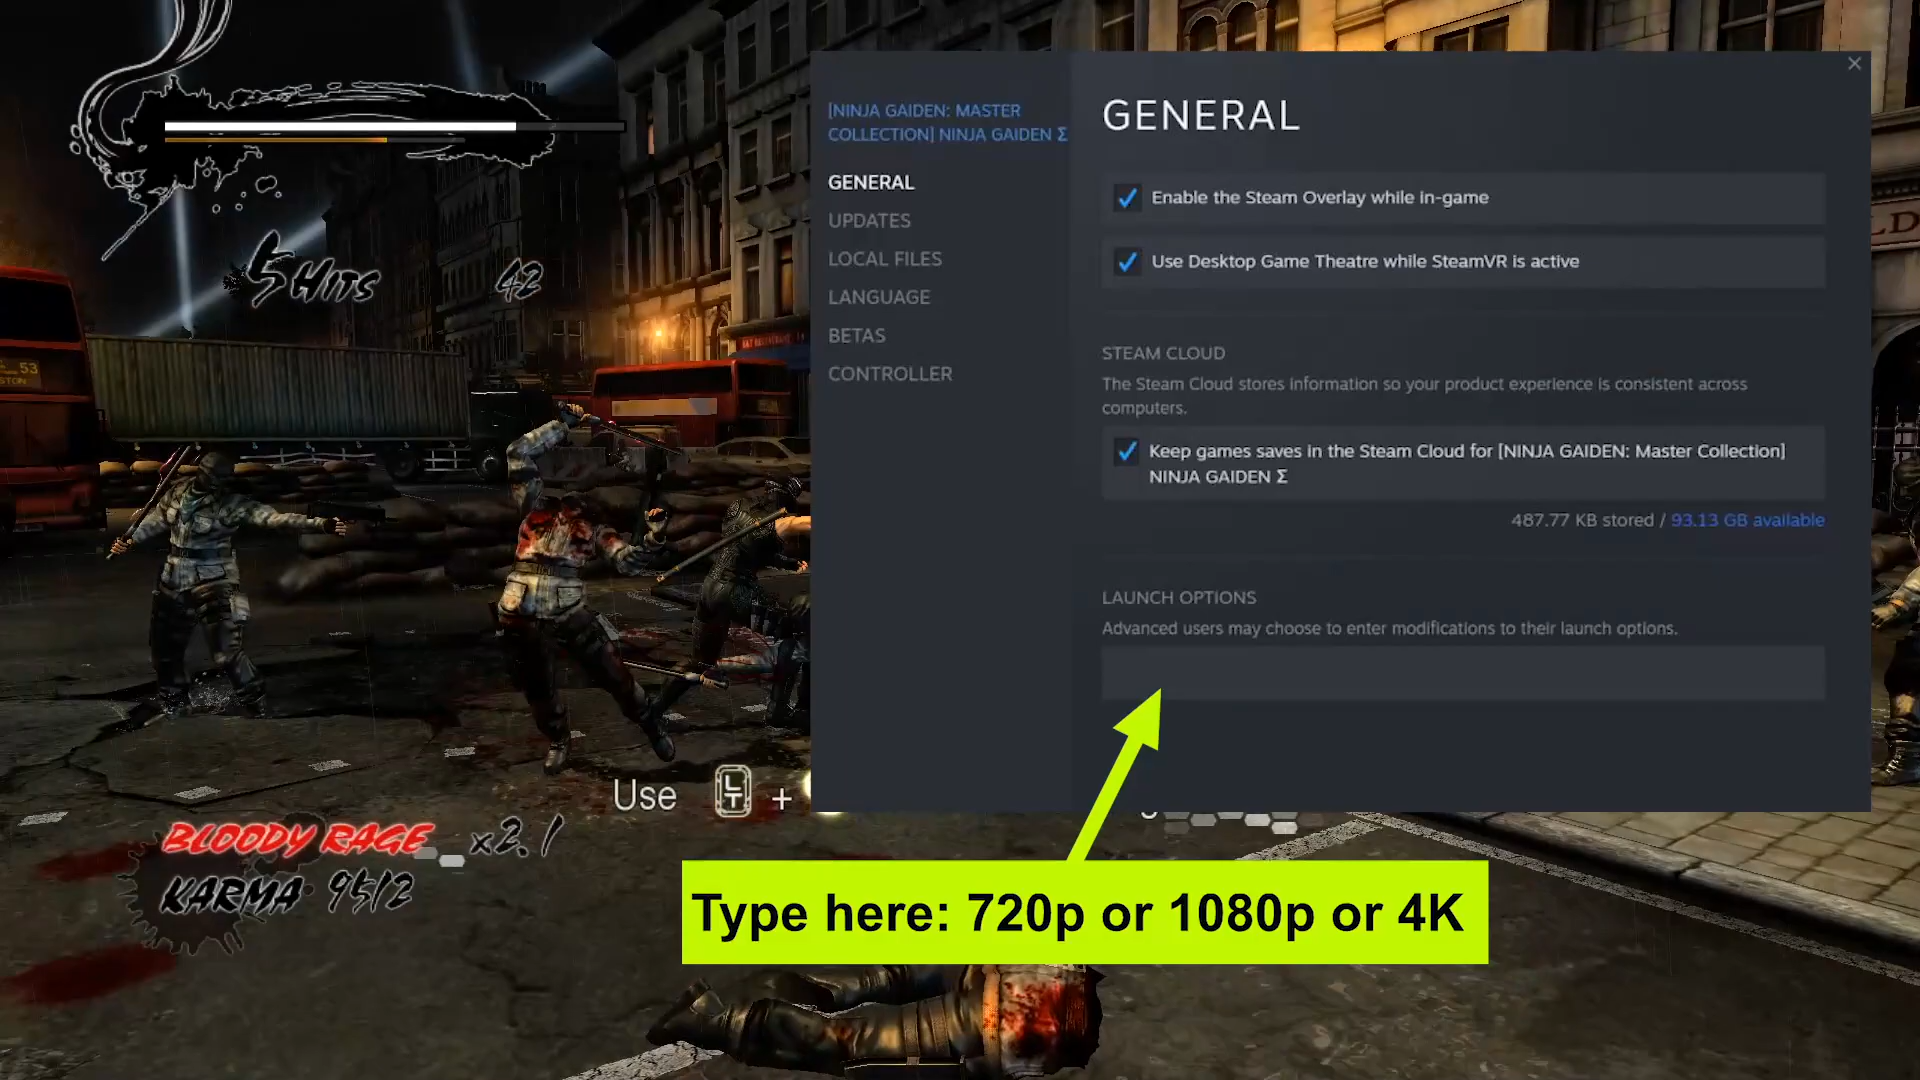 5 HITS 42
53
[NINJA GAIDEN: MASTER
COLLECTION] NINJA GAIDEN Σ
GENERAL
UPDATES
LOCAL FILES
LANGUAGE
BETAS
CONTROLLER
GENERAL
Enable the Steam Overlay while in-game
Use Desktop Game Theatre while SteamVR is active
STEAM CLOUD
The Steam Cloud stores information so your product experience is consistent across
computers.
Keep games saves in the Steam Cloud for [NINJA GAIDEN: Master Collection]
NINJA GAIDEN Σ
487.77 KB stored / 93.13 GB available
LAUNCH OPTIONS
Advanced users may choose to enter modifications to their launch options.
Use LT +
BLOODY RAGE x2.1
KARMA 9512
Type here: 720p or 1080p or 4K